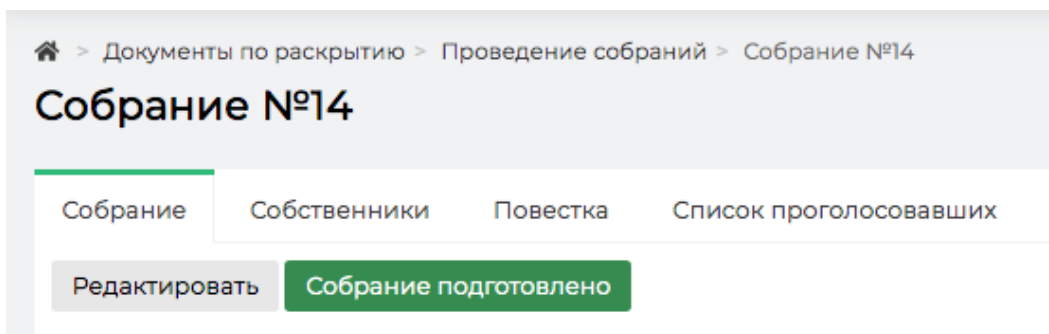 > Документы по раскрытию > Проведение собраний > Собрание №14
Собрание №14
Собрание Собственники Повестка Список проголосовавших
Редактировать Собрание подготовлено